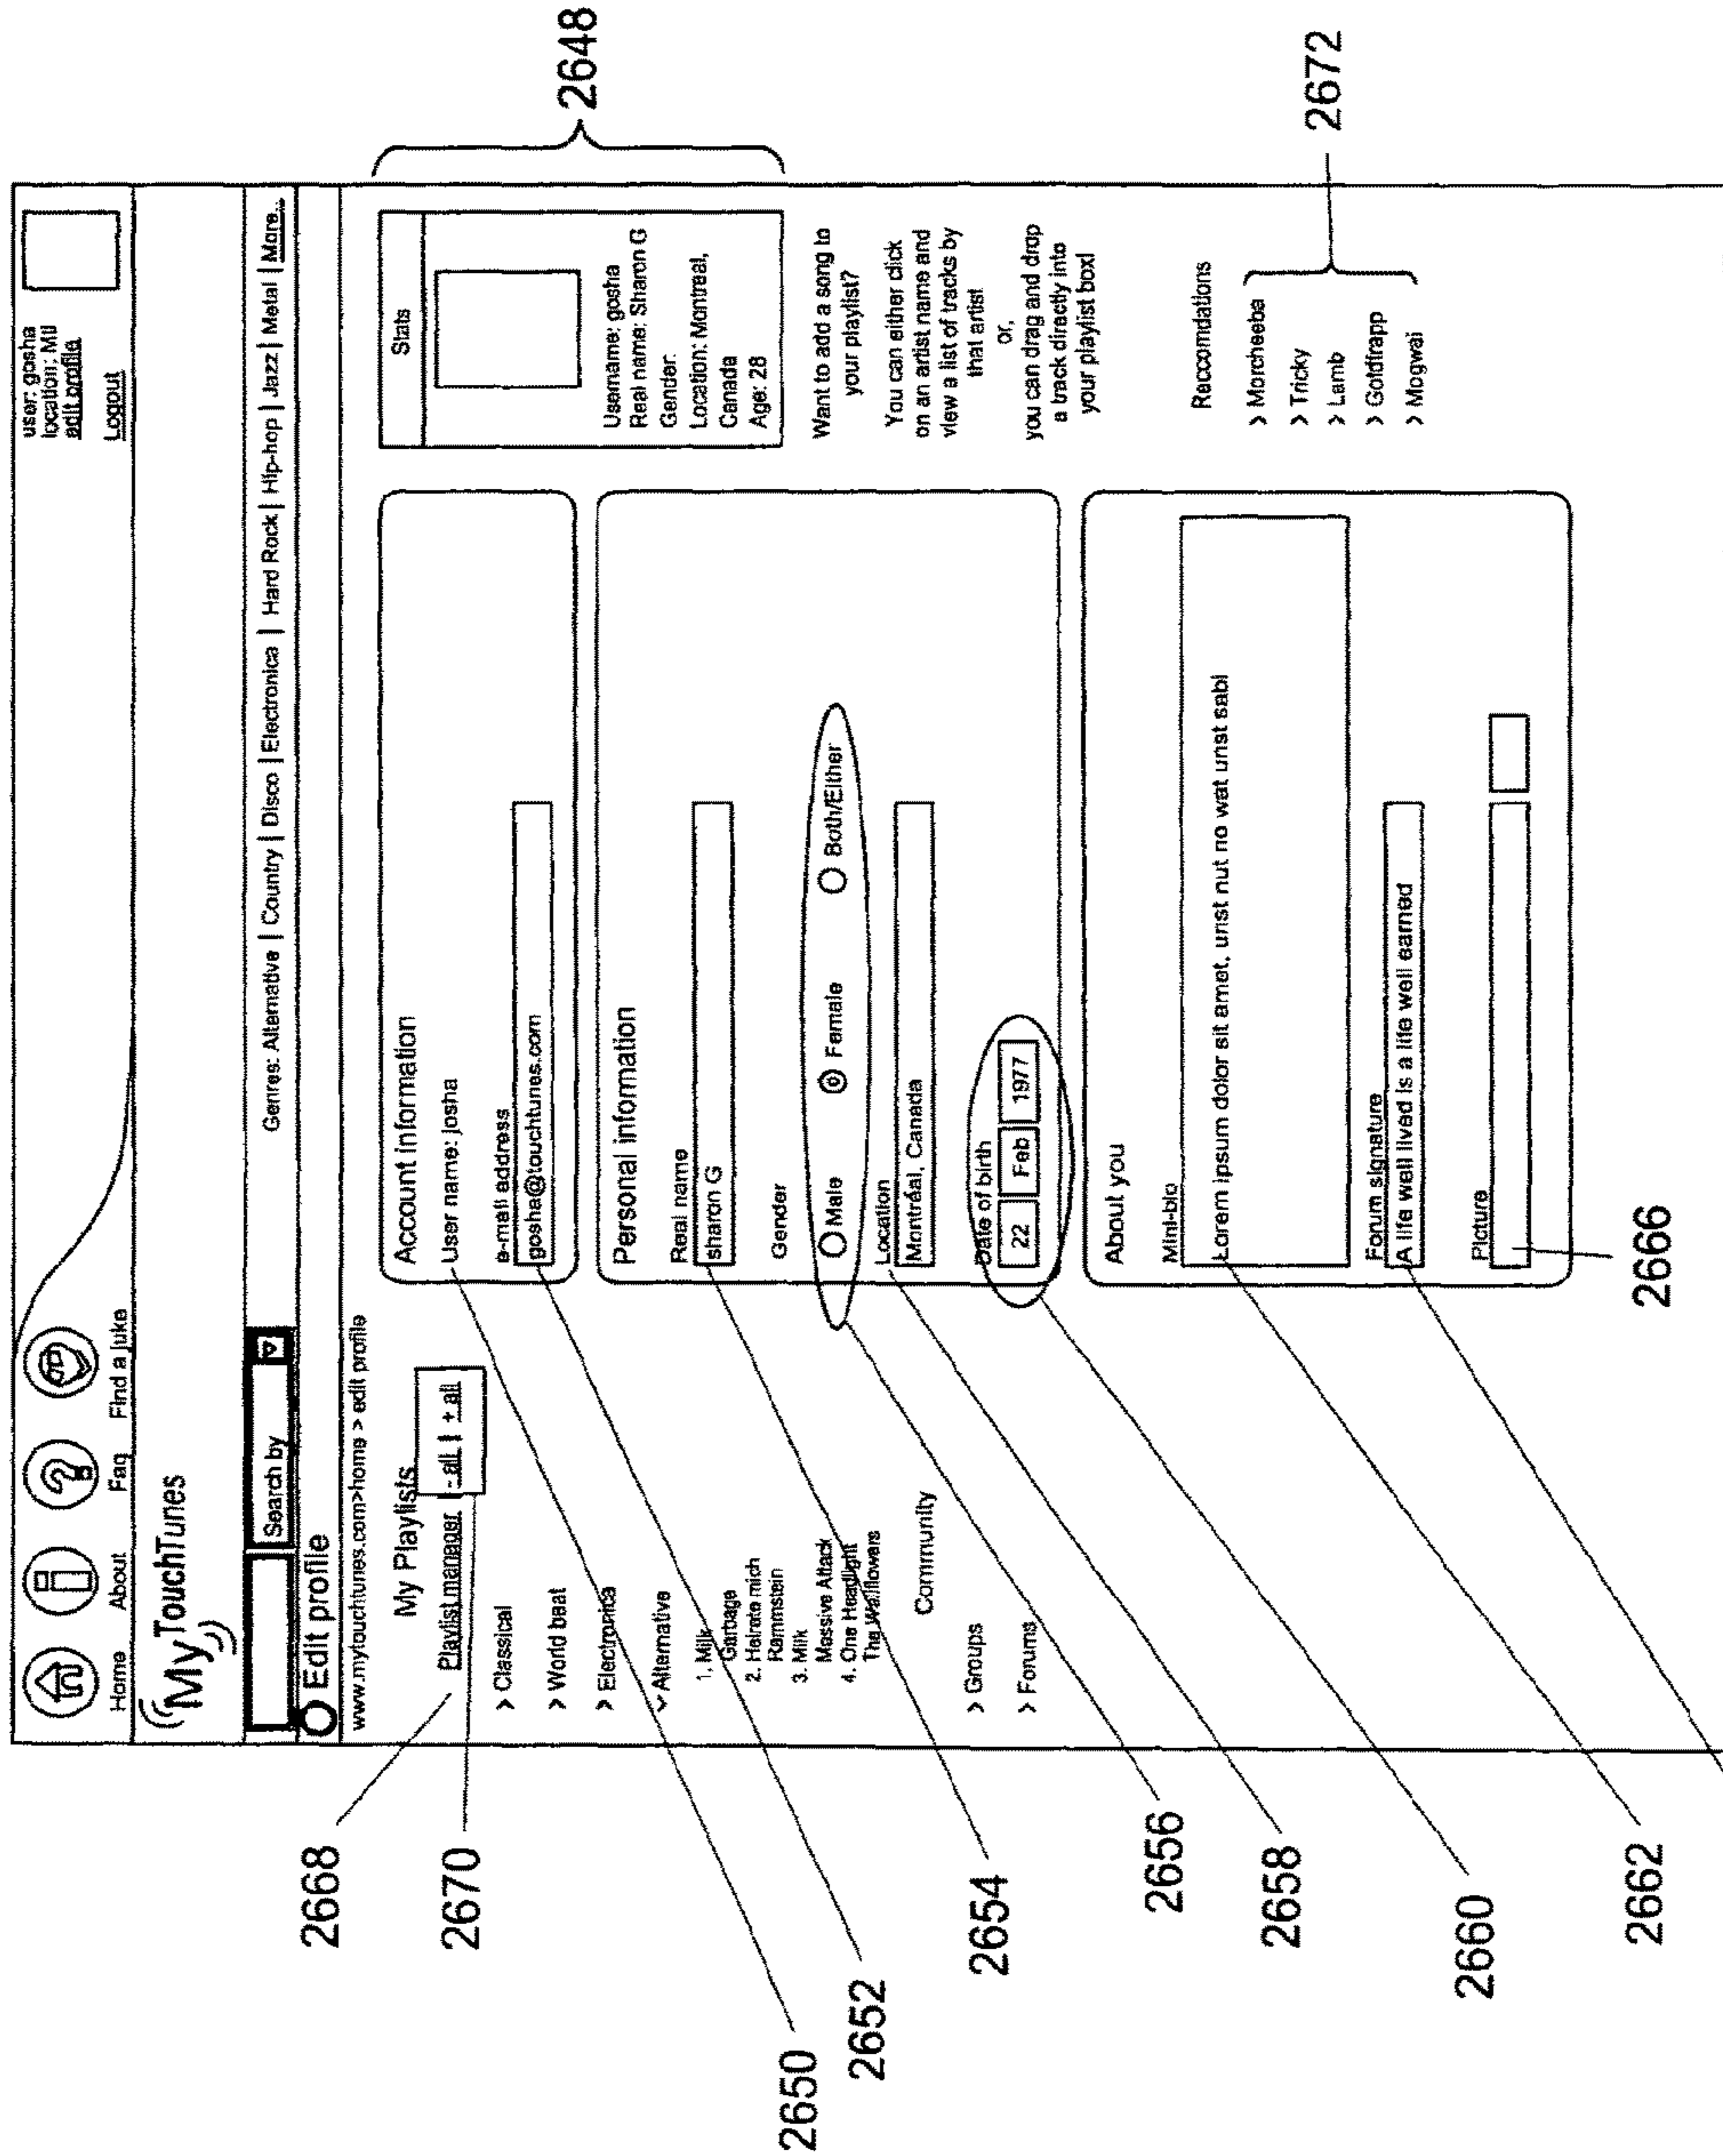 user: gosha
location: Mtl
edit profile
Logout
Home
About
Faq
Find a juke
My TouchTunes
Search by
Genres: Alternative | Country | Disco | Electronica | Hard Rock | Hip-hop | Jazz | Metal | More...
Edit profile
www.mytouchtunes.com>home > edit profile
My Playlists
Playlist manager | - all | + all
> Classical
> World beat
> Electronica
Alternative
1. Milk
Garbage
2. Heirate mich
Rammstein
3. Milk
Massive Attack
4. One Headlight
The Wallflowers
Community
> Groups
> Forums
Account information
User name: josha
e-mail address
gosha@touchtunes.com
Personal information
Real name
sharon G
Gender
Male
Female
Both/Either
Location
Montréal, Canada
Date of birth
22 Feb 1977
About you
Mini-bio
Lorem ipsum dolor sit amet, unst nut no wat unst sabl
Forum signature
A life well lived is a life well earned
Picture
Stats
Username: gosha
Real name: Sharon G
Gender:
Location: Montreal,
Canada
Age: 28
Want to add a song to
your playlist?
You can either click
on an artist name and
view a list of tracks by
that artist
or,
you can drag and drop
a track directly into
your playlist box!
Reccomdations
> Morcheeba
> Tricky
> Lamb
> Goldfrapp
> Mogwai
2648
2672
2668
2670
2650
2652
2654
2656
2658
2660
2662
2666